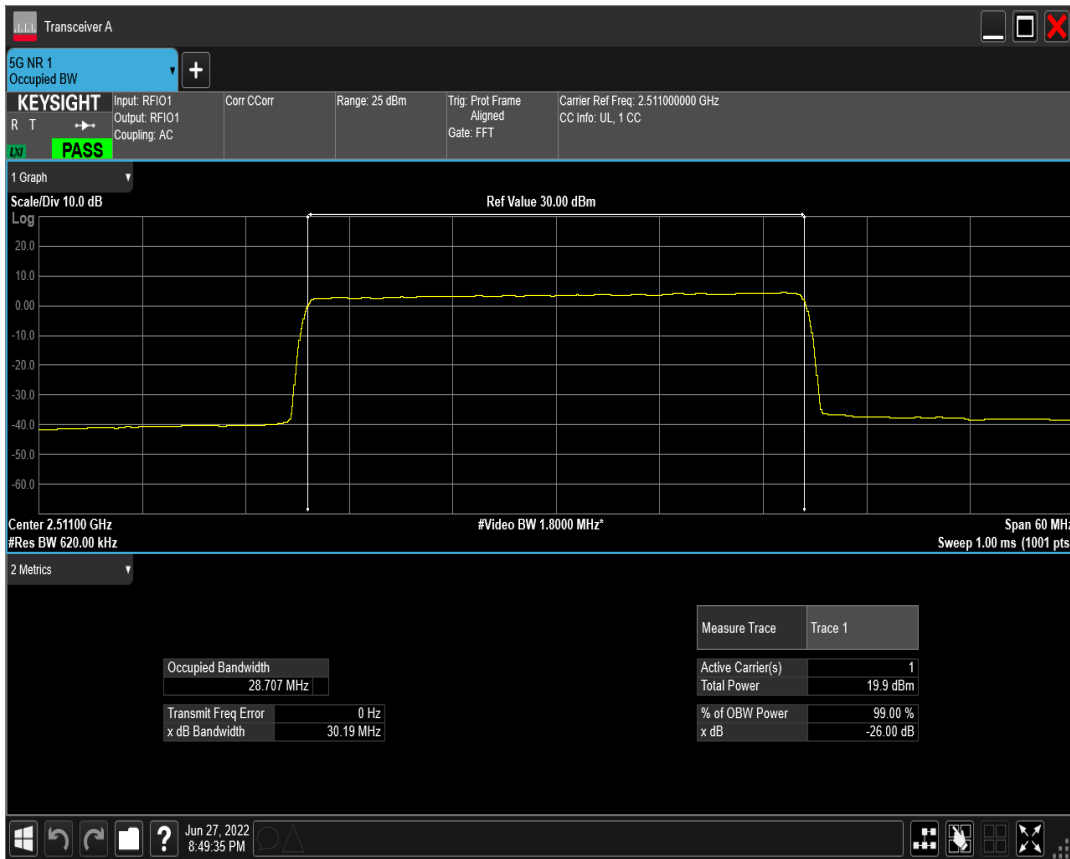 Transceiver A
5G NR 1
Occupied BW
+
KEYSIGHT
R T
LXI
PASS
Input: RFIO1
Output: RFIO1
Coupling: AC
Corr CCorr
Range: 25 dBm
Trig: Prot Frame
Aligned
Gate: FFT
Carrier Ref Freq: 2.511000000 GHz
CC Info: UL, 1 CC
1 Graph
Scale/Div 10.0 dB
Ref Value 30.00 dBm
Log
20.0
10.0
0.00
-10.0
-20.0
-30.0
-40.0
-50.0
-60.0
Center 2.51100 GHz
#Video BW 1.8000 MHz*
Span 60 MHz
#Res BW 620.00 kHz
Sweep 1.00 ms (1001 pts
2 Metrics
Measure Trace Trace 1
Occupied Bandwidth
28.707 MHz
Active Carrier(s) 1
Total Power 19.9 dBm
Transmit Freq Error 0 Hz
x dB Bandwidth 30.19 MHz
% of OBW Power 99.00 %
x dB -26.00 dB
?
Jun 27, 2022
8:49:35 PM